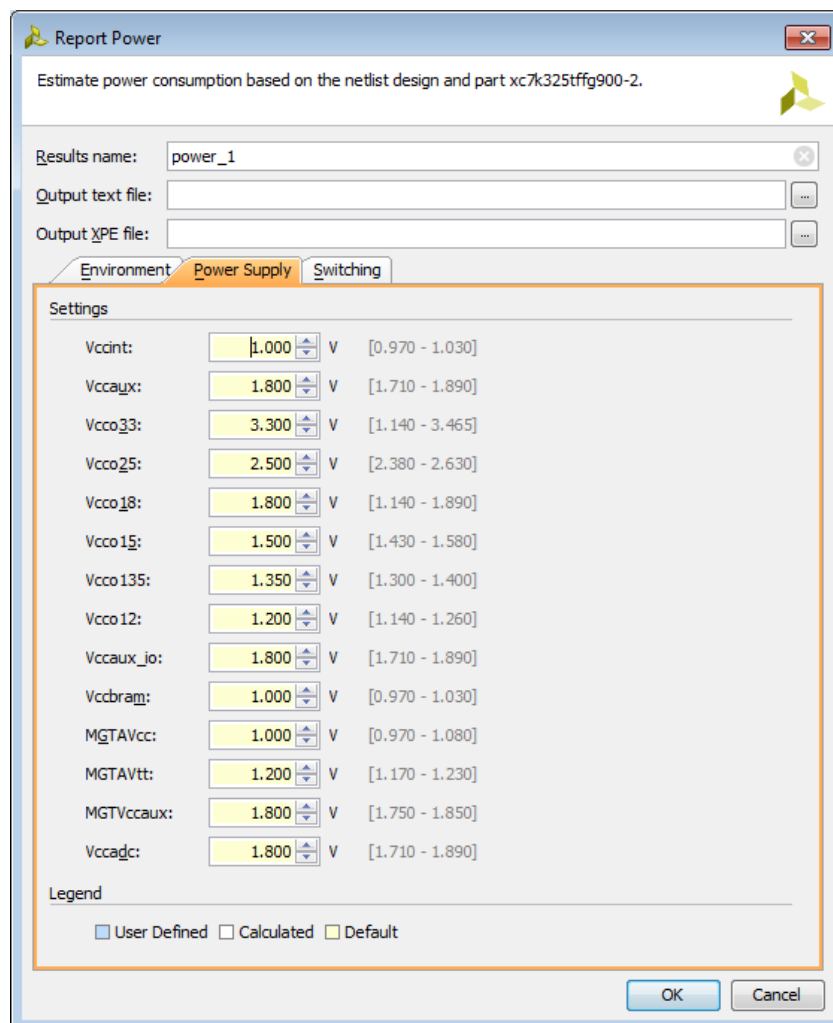 Report Power
Estimate power consumption based on the netlist design and part xc7k325tffg900-2.
Results name: power_1
Output text file: ...
Output XPE file: ...
Environment Power Supply Switching
Settings
Vccint: 1.000 V [0.970 - 1.030]
Vccaux: 1.800 V [1.710 - 1.890]
Vcco33: 3.300 V [1.140 - 3.465]
Vcco25: 2.500 V [2.380 - 2.630]
Vcco18: 1.800 V [1.140 - 1.890]
Vcco15: 1.500 V [1.430 - 1.580]
Vcco135: 1.350 V [1.300 - 1.400]
Vcco12: 1.200 V [1.140 - 1.260]
Vccaux_io: 1.800 V [1.710 - 1.890]
Vccbram: 1.000 V [0.970 - 1.030]
MGTAVcc: 1.000 V [0.970 - 1.080]
MGTAVtt: 1.200 V [1.170 - 1.230]
MGTVccaux: 1.800 V [1.750 - 1.850]
Vccadc: 1.800 V [1.710 - 1.890]
Legend
User Defined Calculated Default
OK Cancel